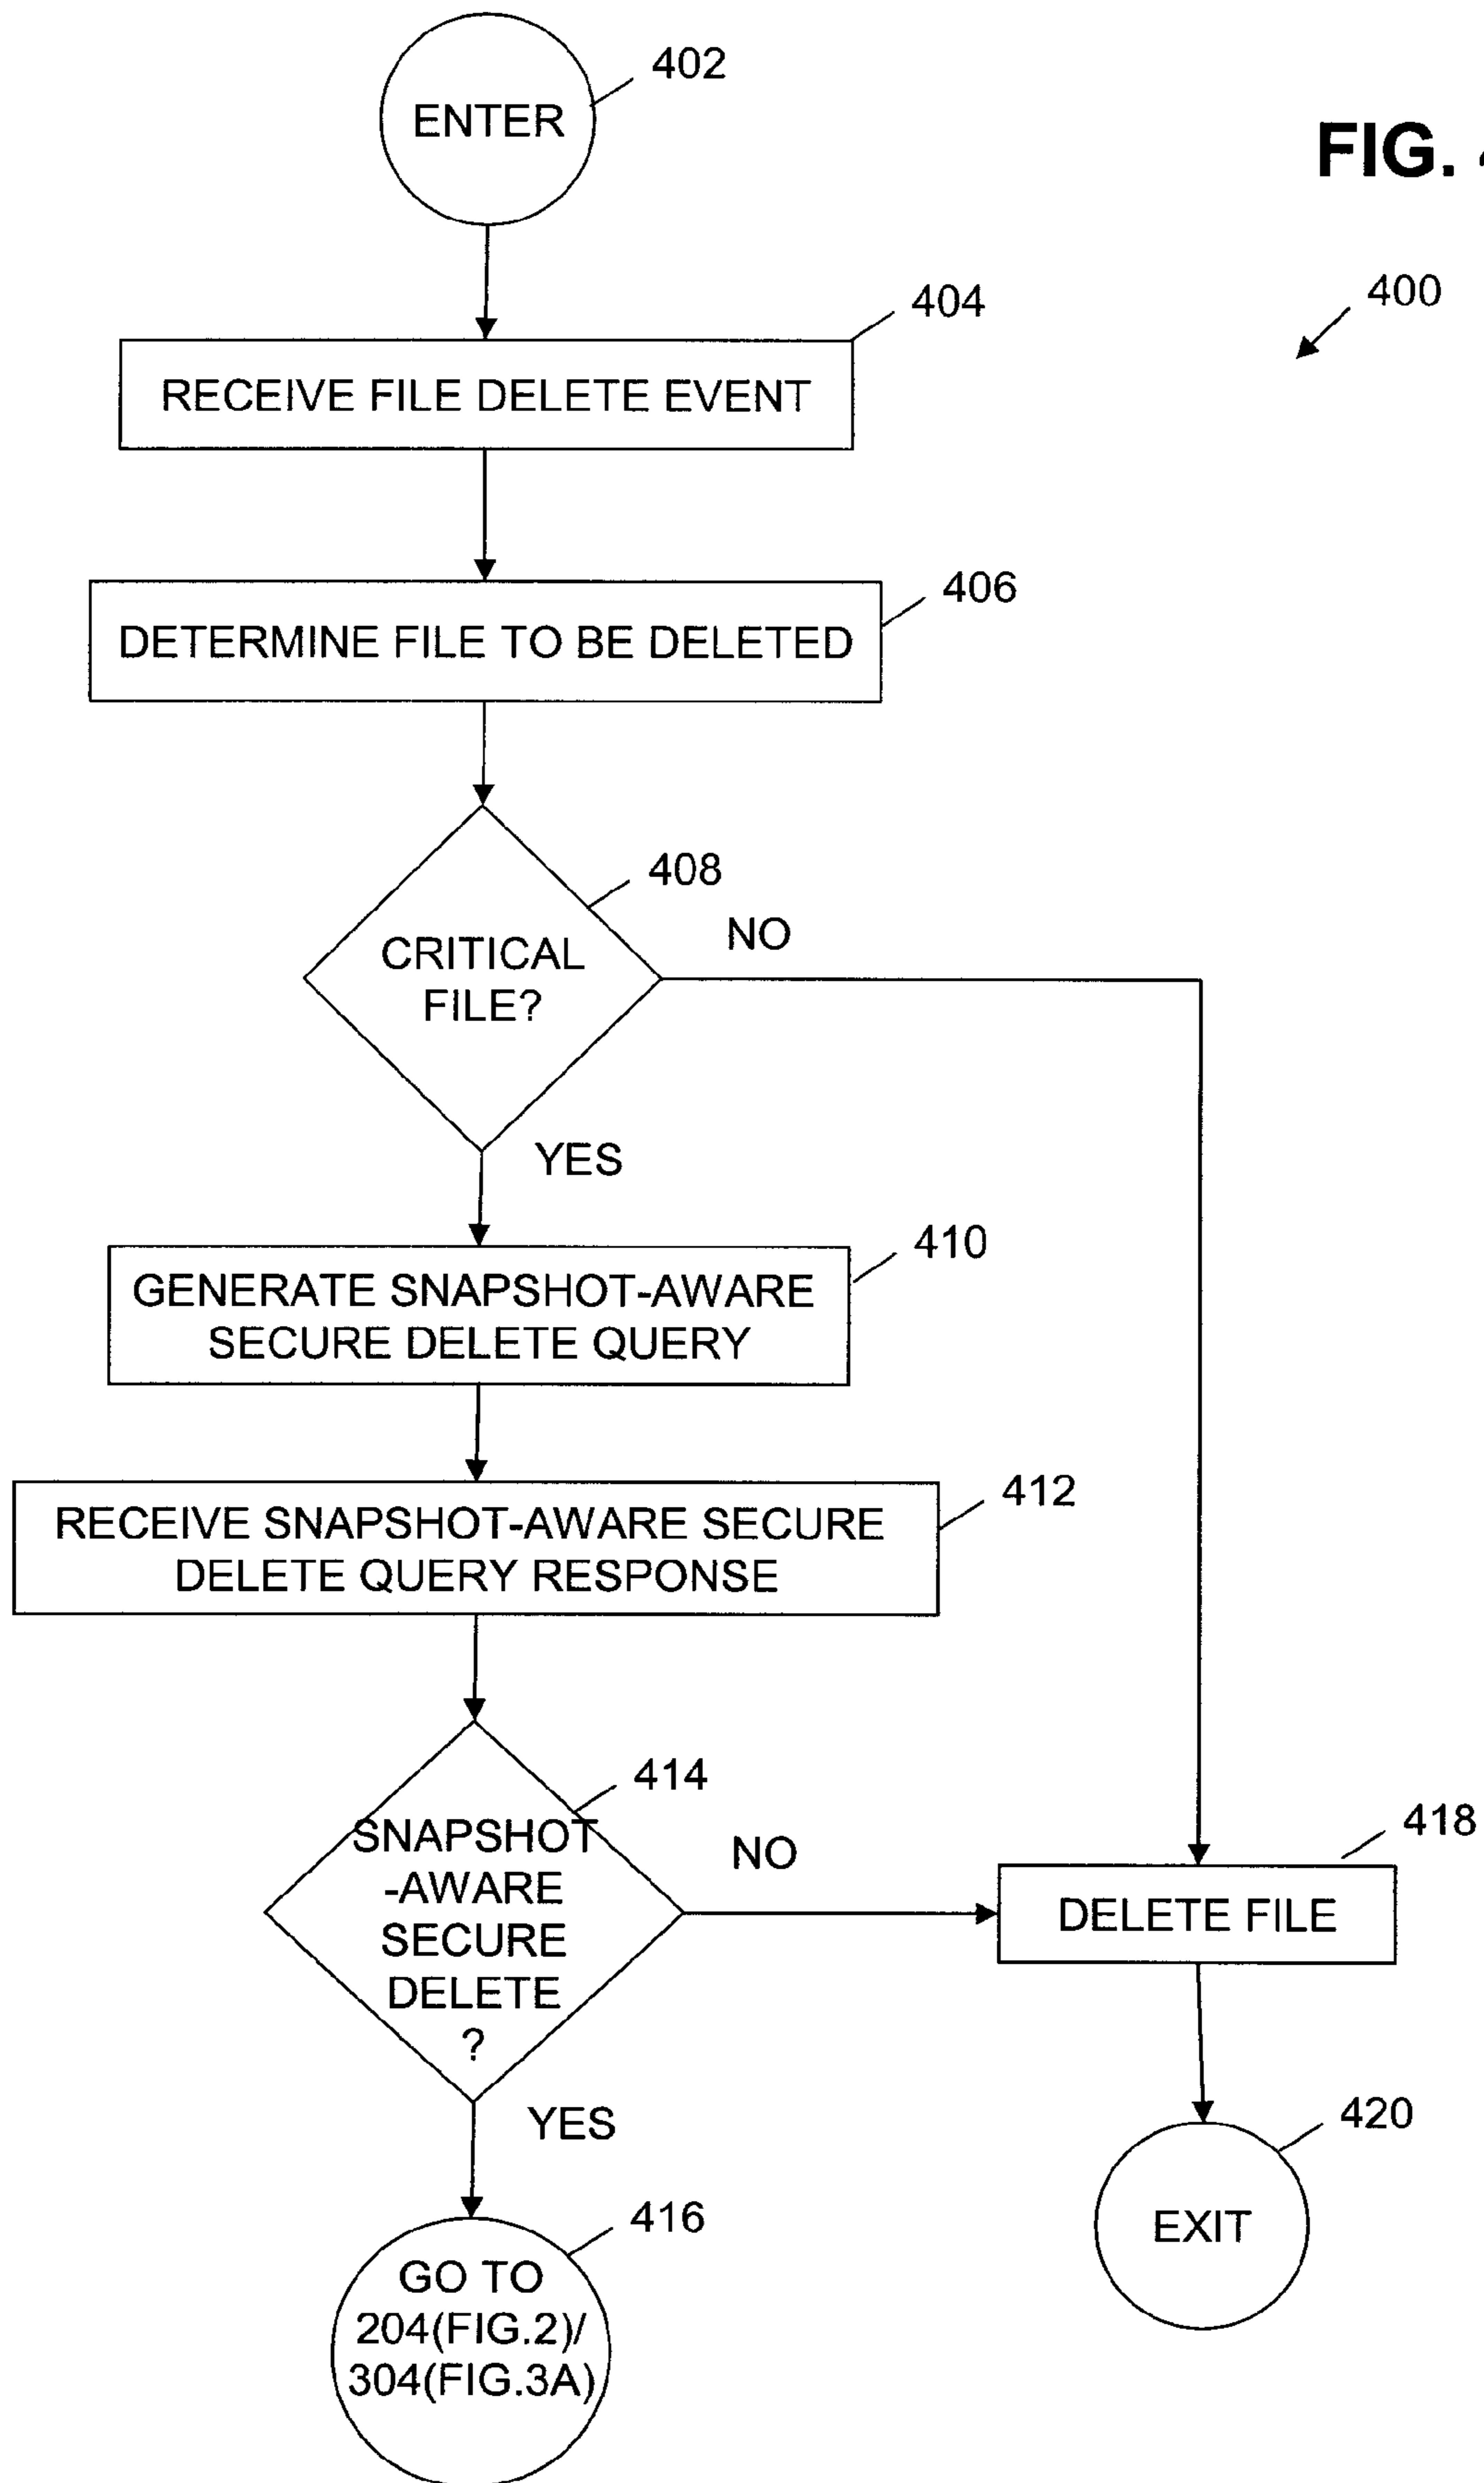 402
ENTER
FIG. 4
400
404
RECEIVE FILE DELETE EVENT
406
DETERMINE FILE TO BE DELETED
408
CRITICAL
FILE?
NO
YES
410
GENERATE SNAPSHOT-AWARE
SECURE DELETE QUERY
412
RECEIVE SNAPSHOT-AWARE SECURE
DELETE QUERY RESPONSE
414
SNAPSHOT
-AWARE
SECURE
DELETE
?
NO
418
DELETE FILE
YES
420
EXIT
416
GO TO
204(FIG.2)/
304(FIG.3A)